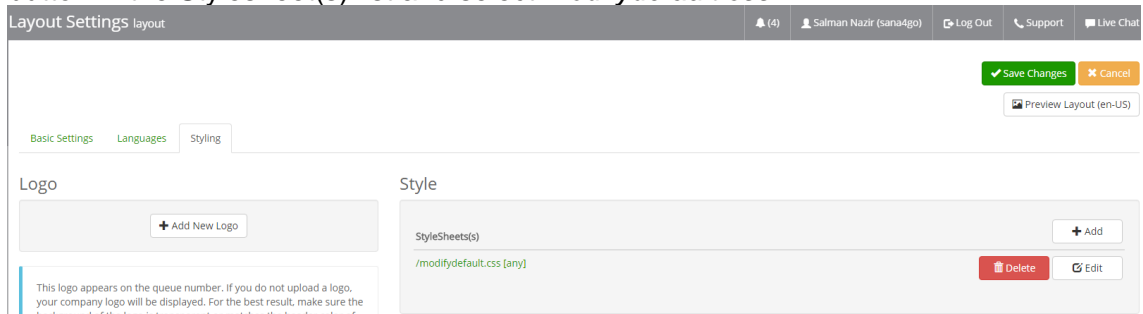 Layout Settings layout
(4)
Salman Nazir (sana4go)
Log Out
Support
Live Chat
Save Changes
Cancel
Preview Layout (en-US)
Basic Settings
Languages
Styling
Logo
Style
Add New Logo
StyleSheets(s)
Add
/modifydefault.css [any]
Delete
Edit
This logo appears on the queue number. If you do not upload a logo,
your company logo will be displayed. For the best result, make sure the